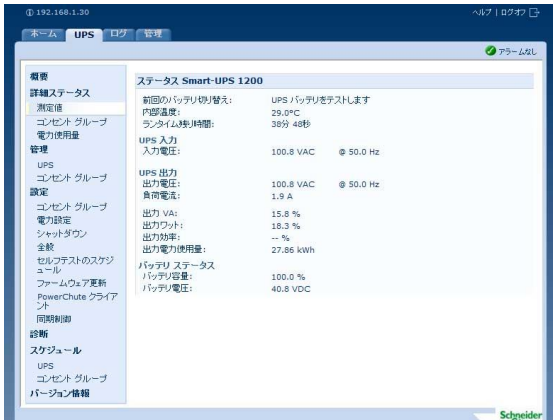 192.168.1.30
ヘルプ | ログオフ
ホーム UPS ログ 管理
アラームなし
概要
詳細ステータス
測定値
コンセント グループ
電力使用量
管理
UPS
コンセント グループ
設定
コンセント グループ
電力設定
シャットダウン
全般
セルフテストのスケジ
ュール
ファームウェア更新
PowerChute クライア
ント
同期制御
診断
スケジュール
UPS
コンセント グループ
バージョン情報
ステータス Smart-UPS 1200
前回のバッテリ切り替え: UPS バッテリをテストします
内部温度: 29.0°C
ランタイム残り時間: 38分 48秒
UPS 入力
入力電圧: 100.8 VAC @ 50.0 Hz
UPS 出力
出力電圧: 100.8 VAC @ 50.0 Hz
負荷電流: 1.9 A
出力 VA: 15.8 %
出力ワット: 18.3 %
出力効率: -- %
出力電力使用量: 27.86 kWh
バッテリ ステータス
バッテリ容量: 100.0 %
バッテリ電圧: 40.8 VDC
Schneider